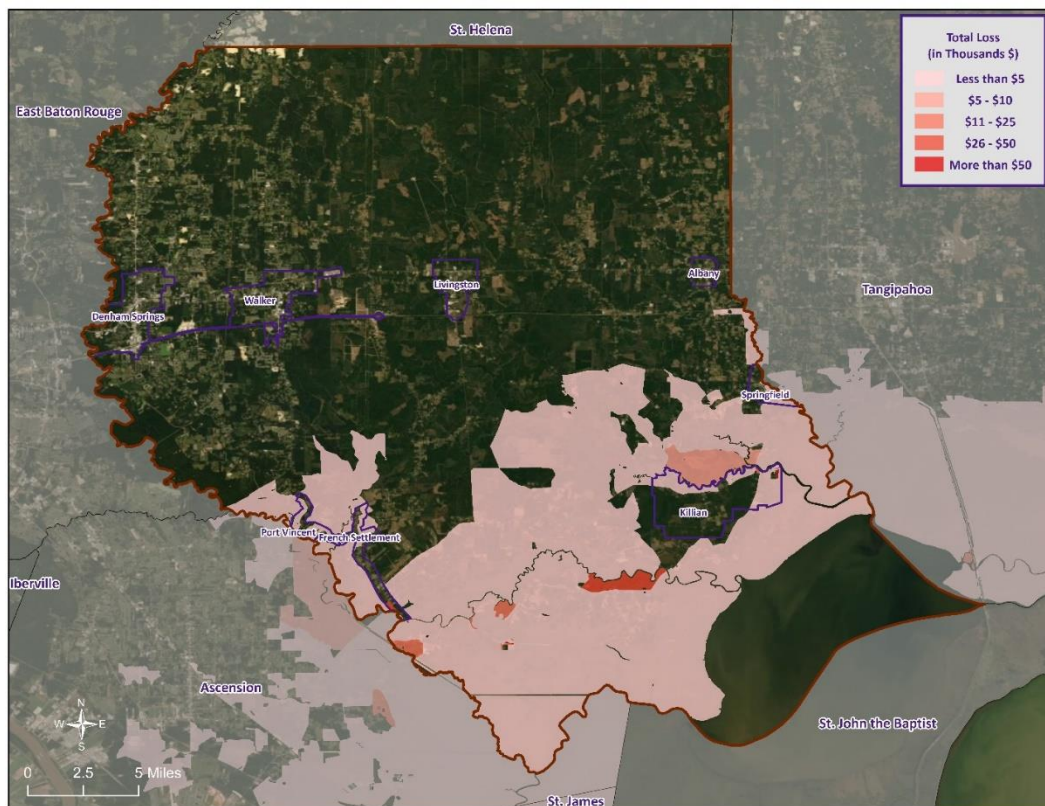 St. Helena
Total Loss
(in Thousands $)
Less than $5
$5 - $10
$11 - $25
$26 - $50
More than $50
East Baton Rouge
Livingston
Albany
Walker
Denham Springs
Tangipahoa
Springfield
Killian
Port Vincent
French Settlement
Iberville
Ascension
St. John the Baptist
N
W
E
S
0
2.5
5 Miles
St. James